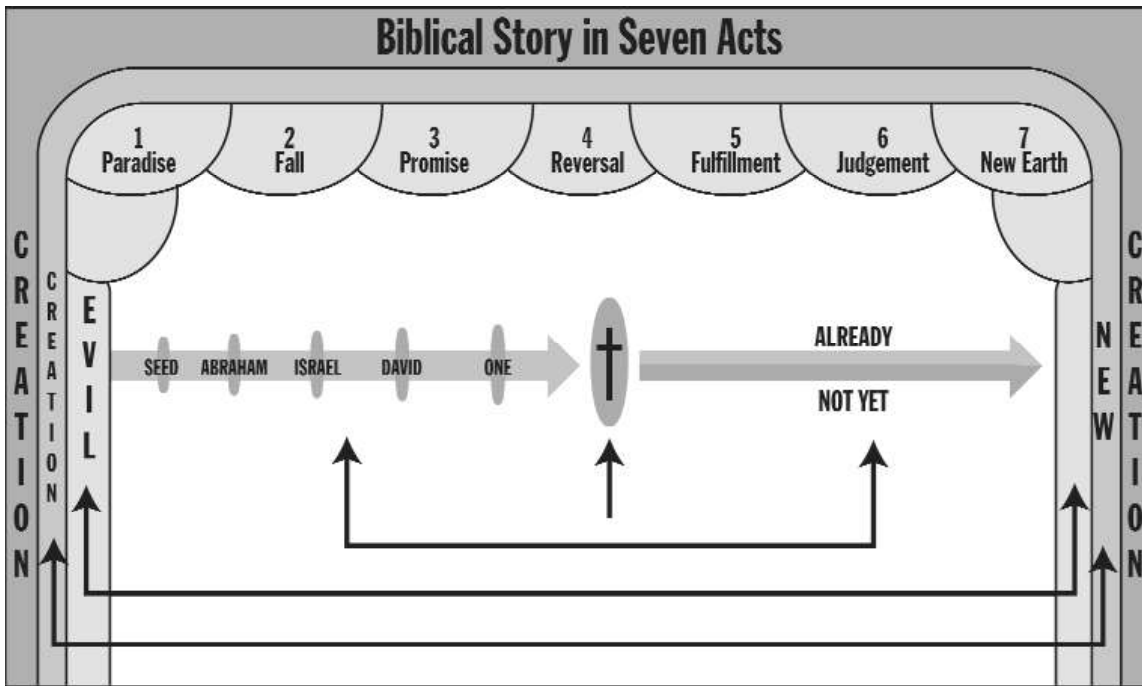 Biblical Story in Seven Acts
1
Paradise
2
Fall
3
Promise
4
Reversal
5
Fulfillment
6
Judgement
7
New Earth
CREATION
CREATION
EVIL
SEED
ABRAHAM
ISRAEL
DAVID
ONE
ALREADY
NOT YET
NEW
CREATION